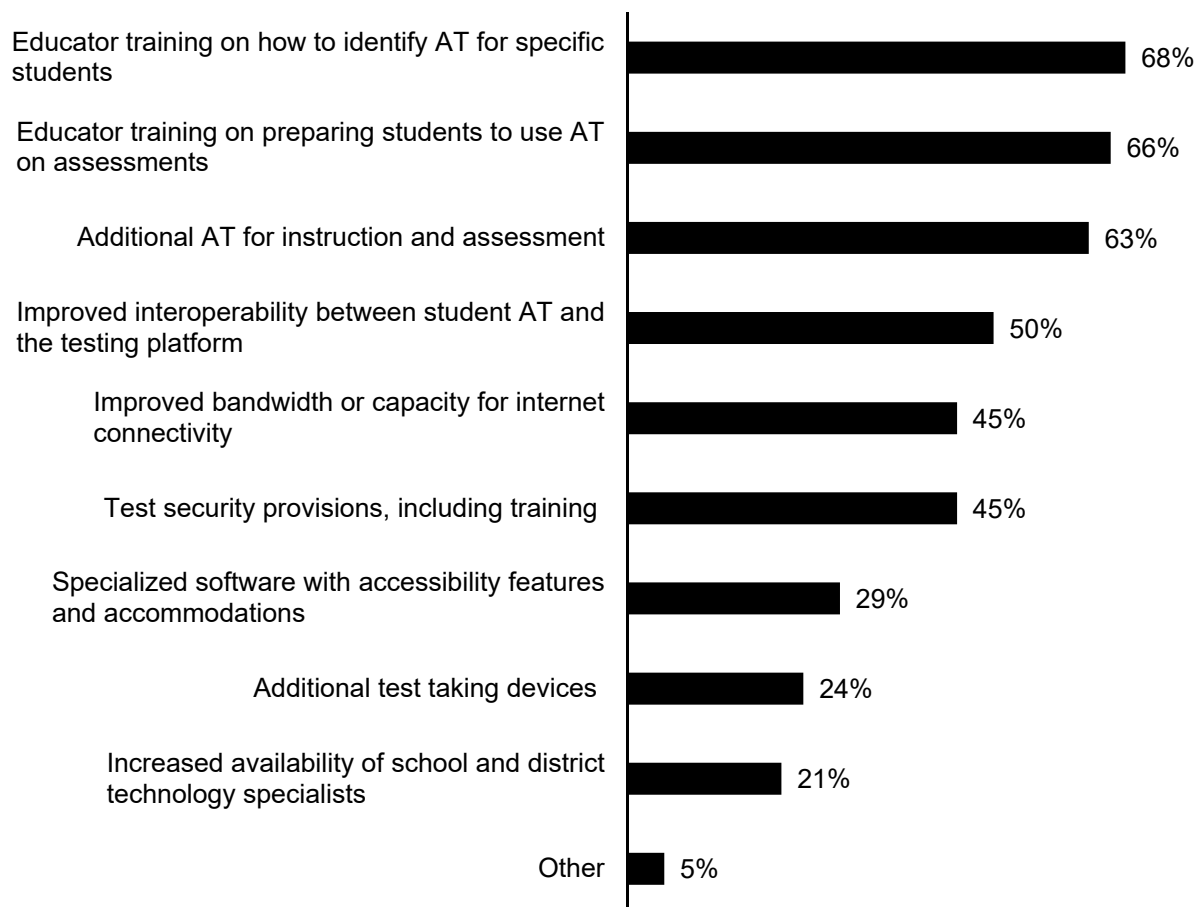 Educator training on how to identify AT for specific
students
68%
Educator training on preparing students to use AT
on assessments
66%
Additional AT for instruction and assessment
63%
Improved interoperability between student AT and
the testing platform
50%
Improved bandwidth or capacity for internet
connectivity
45%
Test security provisions, including training
45%
Specialized software with accessibility features
and accommodations
29%
Additional test taking devices
24%
Increased availability of school and district
technology specialists
21%
Other
5%